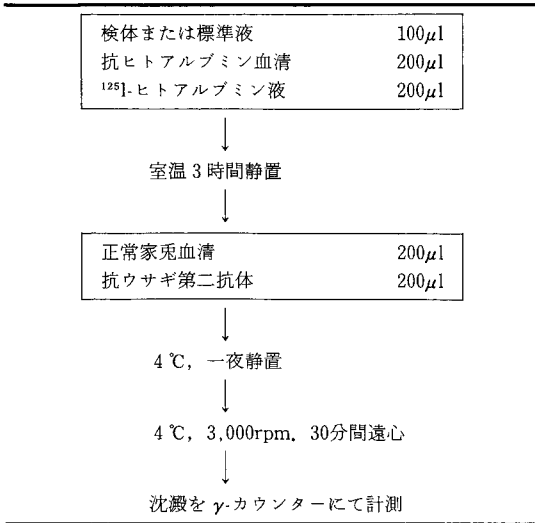 検体または標準液 100μl
抗ヒトアルブミン血清 200μl
¹²⁵I-ヒトアルブミン液 200μl
室温3時間静置
正常家兎血清 200μl
抗ウサギ第二抗体 200μl
4℃，一夜静置
4℃，3,000rpm．30分間遠心
沈澱をγ-カウンターにて計測